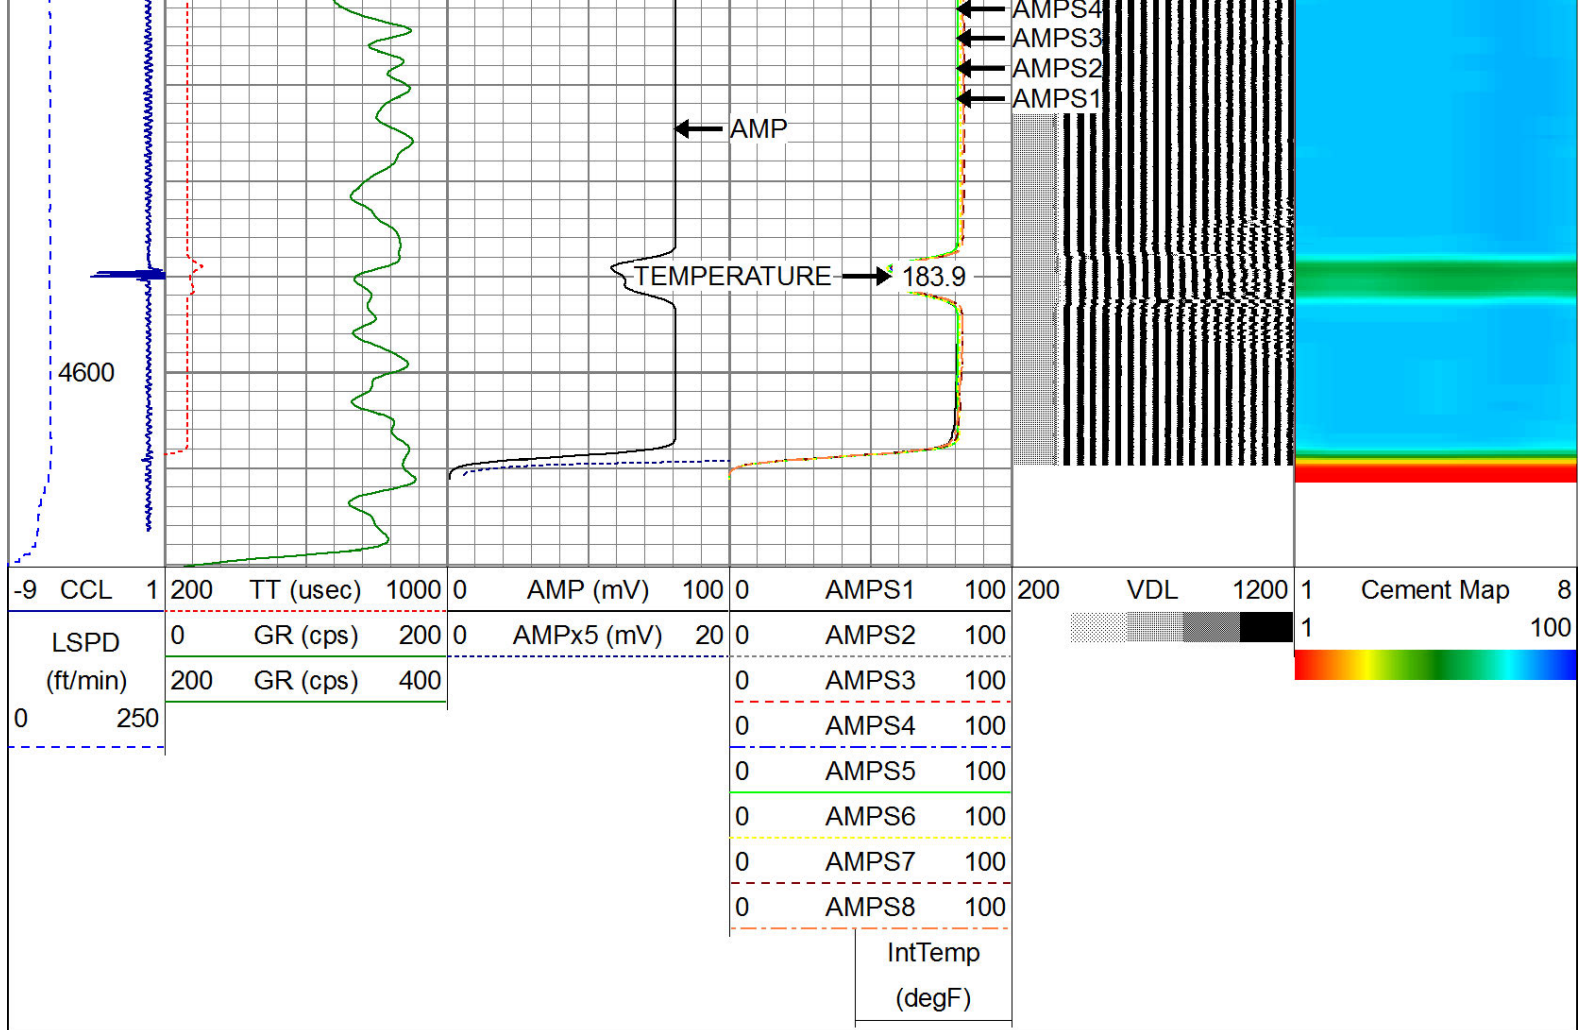 AMPS4
AMPS3
AMPS2
AMPS1
AMP
TEMPERATURE 183.9
4600
-9 CCL 1 200 TT (usec) 1000 0 AMP (mV) 100 0 AMPS1 100 200 VDL 1200 1 Cement Map 8
LSPD 0 GR (cps) 200 0 AMPx5 (mV) 20 0 AMPS2 100 1 100
(ft/min) 200 GR (cps) 400 0 AMPS3 100
0 250 0 AMPS4 100
0 AMPS5 100
0 AMPS6 100
0 AMPS7 100
0 AMPS8 100
IntTemp
(degF)